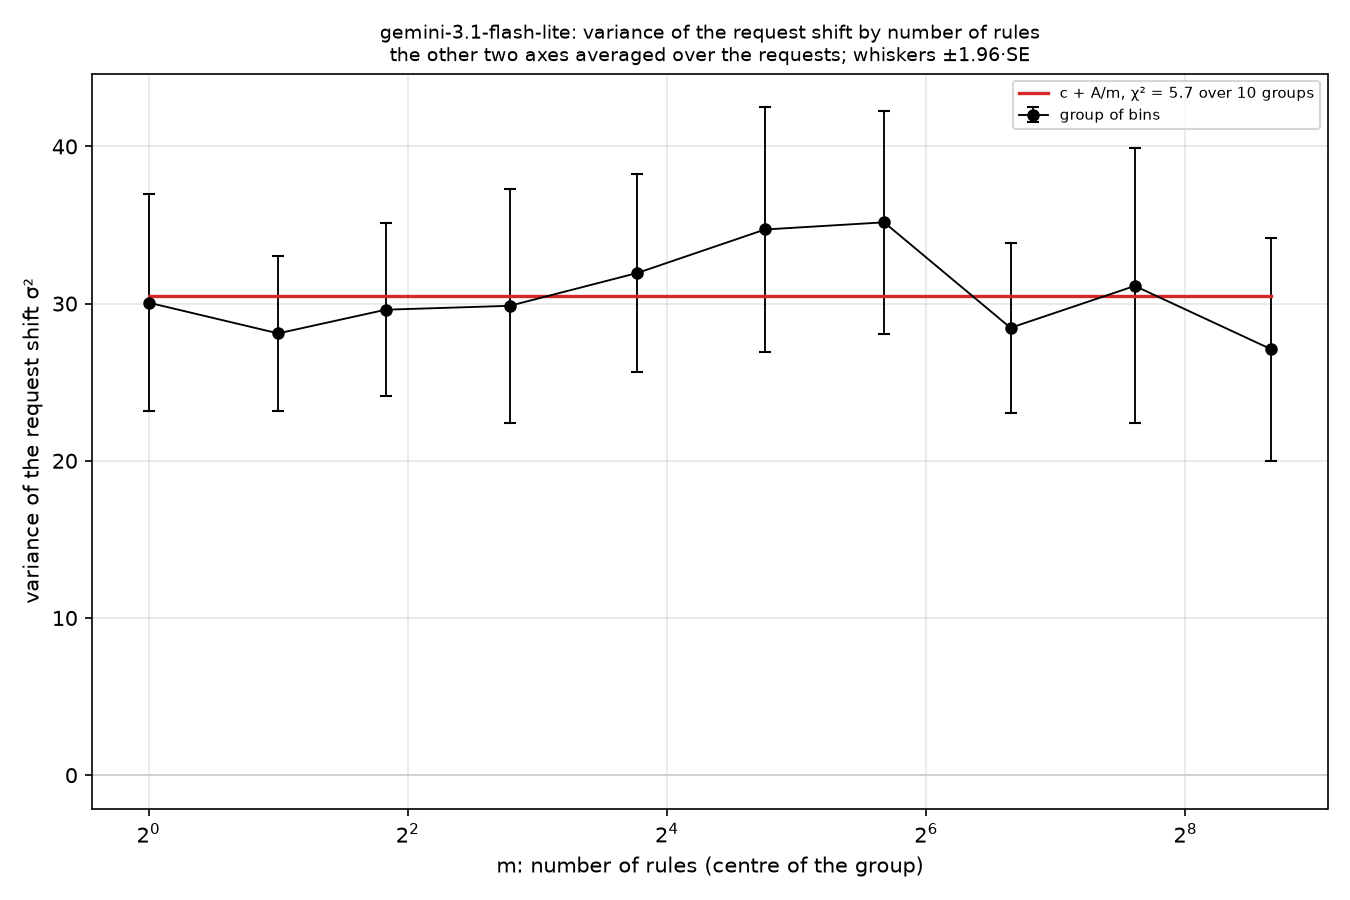 gemini-3.1-flash-lite: variance of the request shift by number of rules
the other two axes averaged over the requests; whiskers ±1.96·SE
c + A/m, χ² = 5.7 over 10 groups
group of bins
variance of the request shift σ²
40
30
20
10
0
2⁰
2²
2⁴
2⁶
2⁸
m: number of rules (centre of the group)